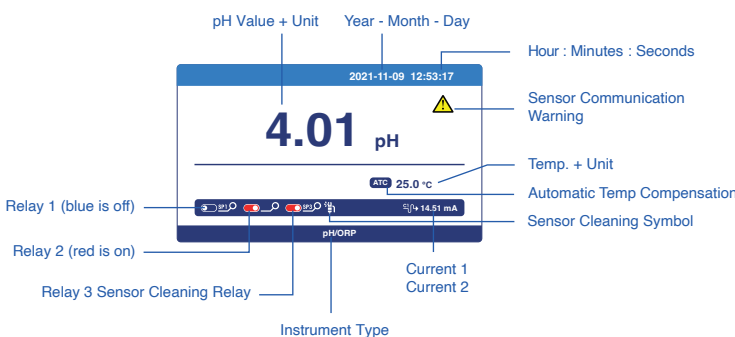 pH Value + Unit
Year - Month - Day
Hour : Minutes : Seconds
2021-11-09 12:53:17
Sensor Communication
Warning
4.01 pH
Temp. + Unit
ATC 25.0 °C
Automatic Temp Compensation
Relay 1 (blue is off)
SP1
SP3
14.51 mA
Sensor Cleaning Symbol
pH/ORP
Relay 2 (red is on)
Current 1
Current 2
Relay 3 Sensor Cleaning Relay
Instrument Type